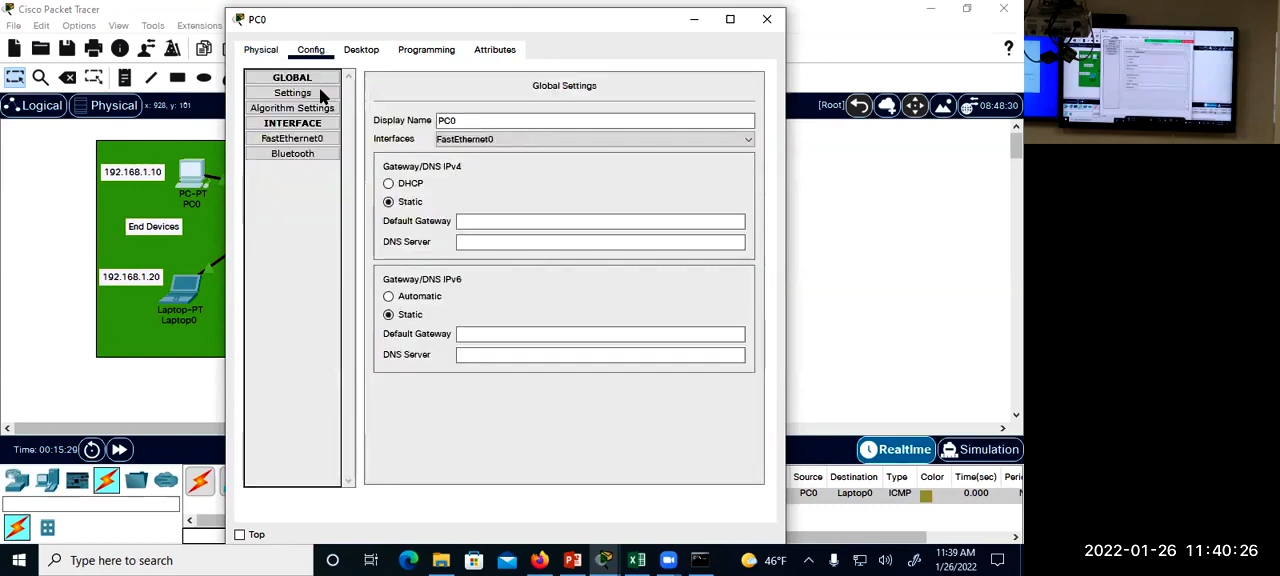 Cisco Packet Tracer
File Edit Options View Tools Extensions
PC0
Physical Config Desktop Programming Attributes
Logical Physical x: 928, y: 101
[Root] 08:48:30
GLOBAL
Settings
Algorithm Settings
INTERFACE
FastEthernet0
Bluetooth
Global Settings
Display Name PC0
Interfaces FastEthernet0
Gateway/DNS IPv4
DHCP
Static
Default Gateway
DNS Server
Gateway/DNS IPv6
Automatic
Static
Default Gateway
DNS Server
192.168.1.10
PC-PT
PC0
End Devices
192.168.1.20
Laptop-PT
Laptop0
Time: 00:15:29
Realtime Simulation
Source Destination Type Color Time(sec)
PC0 Laptop0 ICMP 0.000
Top
Type here to search
46°F
11:39 AM
1/26/2022
2022-01-26 11:40:26